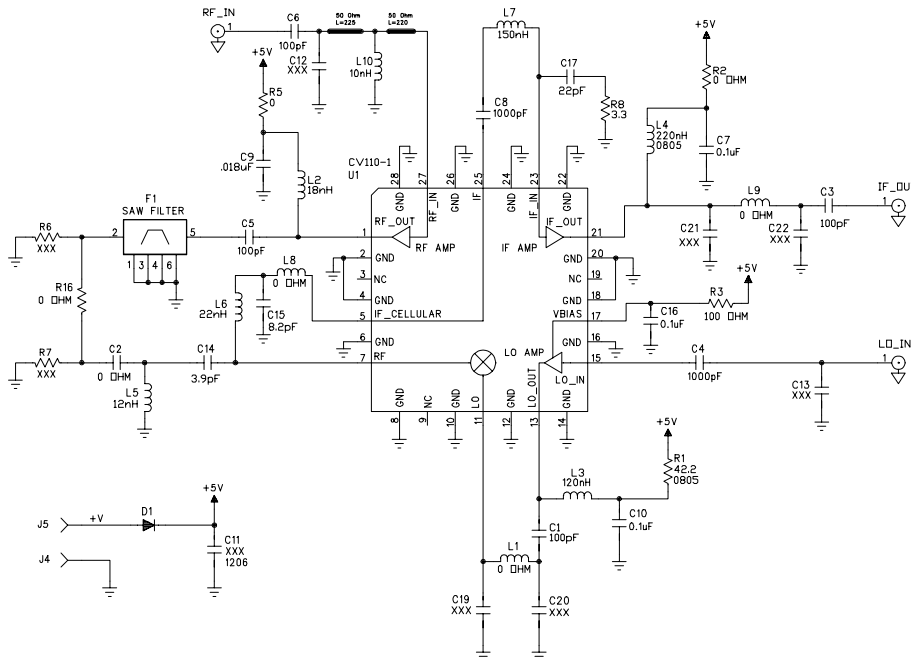 RF_IN
1
C6
100pF
50 Ohm
L=225
50 Ohm
L=220
C12
XXX
L10
10nH
L7
150nH
C17
22pF
R8
3.3
C8
1000pF
+5V
R5
0
C9
.018uF
L2
18nH
+5V
R2
0 OHM
L4
220nH
0805
C7
0.1uF
CV110-1
U1
28
27
26
25
24
23
22
GND
RF_IN
GND
IF
GND
IF_IN
GND
F1
SAW FILTER
2
5
1
3
4
6
R6
XXX
C5
100pF
1
RF_OUT
RF AMP
2
GND
3
NC
4
GND
5
IF_CELLULAR
6
GND
7
RF
IF_OUT
IF AMP
21
20
GND
19
NC
18
GND
17
VBIAS
16
GND
15
LO_IN
LO AMP
LO_OUT
L9
0 OHM
C3
100pF
IF_OU
1
C21
XXX
C22
XXX
+5V
R3
100 OHM
C16
0.1uF
L8
0 OHM
L6
22nH
C15
8.2pF
R16
0 OHM
R7
XXX
C2
0 OHM
C14
3.9pF
L5
12nH
C4
1000pF
LO_IN
1
C13
XXX
GND
NC
GND
LO
GND
GND
8
9
10
11
12
13
14
+5V
R1
42.2
0805
L3
120nH
C10
0.1uF
C1
100pF
L1
0 OHM
C19
XXX
C20
XXX
J5
+V
D1
+5V
C11
XXX
1206
J4